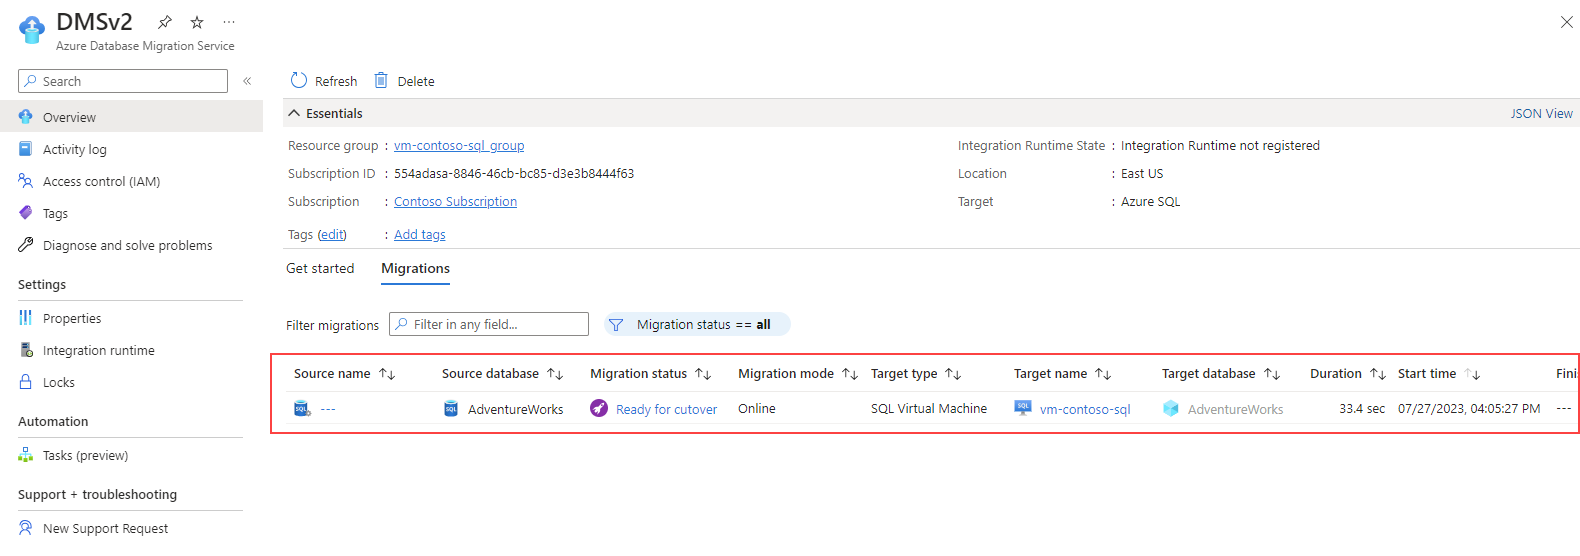 DMSv2 ...
Azure Database Migration Service
Search «
Overview
Activity log
Access control (IAM)
Tags
Diagnose and solve problems
Settings
Properties
Integration runtime
Locks
Automation
Tasks (preview)
Support + troubleshooting
New Support Request
Refresh Delete
Essentials JSON View
Resource group : vm-contoso-sql_group
Subscription ID : 554adasa-8846-46cb-bc85-d3e3b8444f63
Subscription : Contoso Subscription
Tags (edit) : Add tags
Integration Runtime State : Integration Runtime not registered
Location : East US
Target : Azure SQL
Get started Migrations
Filter migrations Filter in any field... Migration status == all
Source name ↑↓ Source database ↑↓ Migration status ↑↓ Migration mode ↑↓ Target type ↑↓ Target name ↑↓ Target database ↑↓ Duration ↑↓ Start time ↑↓ Fini
SQL --- SQL AdventureWorks Ready for cutover Online SQL Virtual Machine SQL vm-contoso-sql AdventureWorks 33.4 sec 07/27/2023, 04:05:27 PM ---